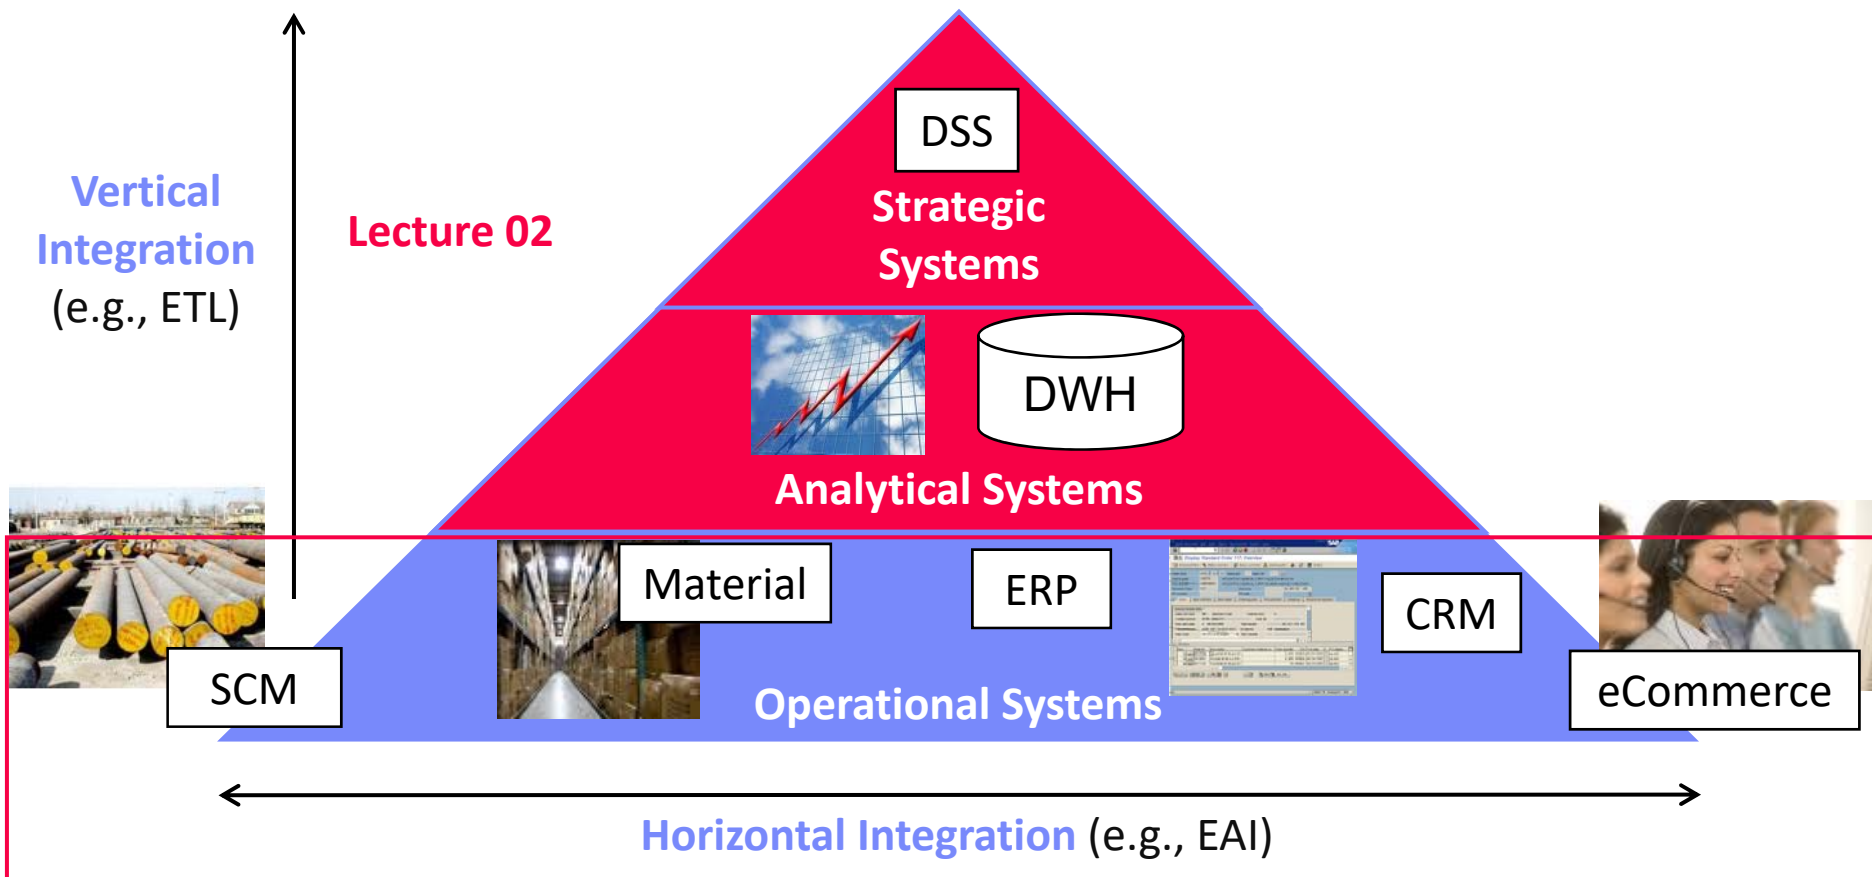 DSS
Vertical
Integration
(e.g., ETL)
Lecture 02
Strategic
Systems
DWH
Analytical Systems
Material
ERP
CRM
SCM
eCommerce
Operational Systems
Horizontal Integration (e.g., EAI)